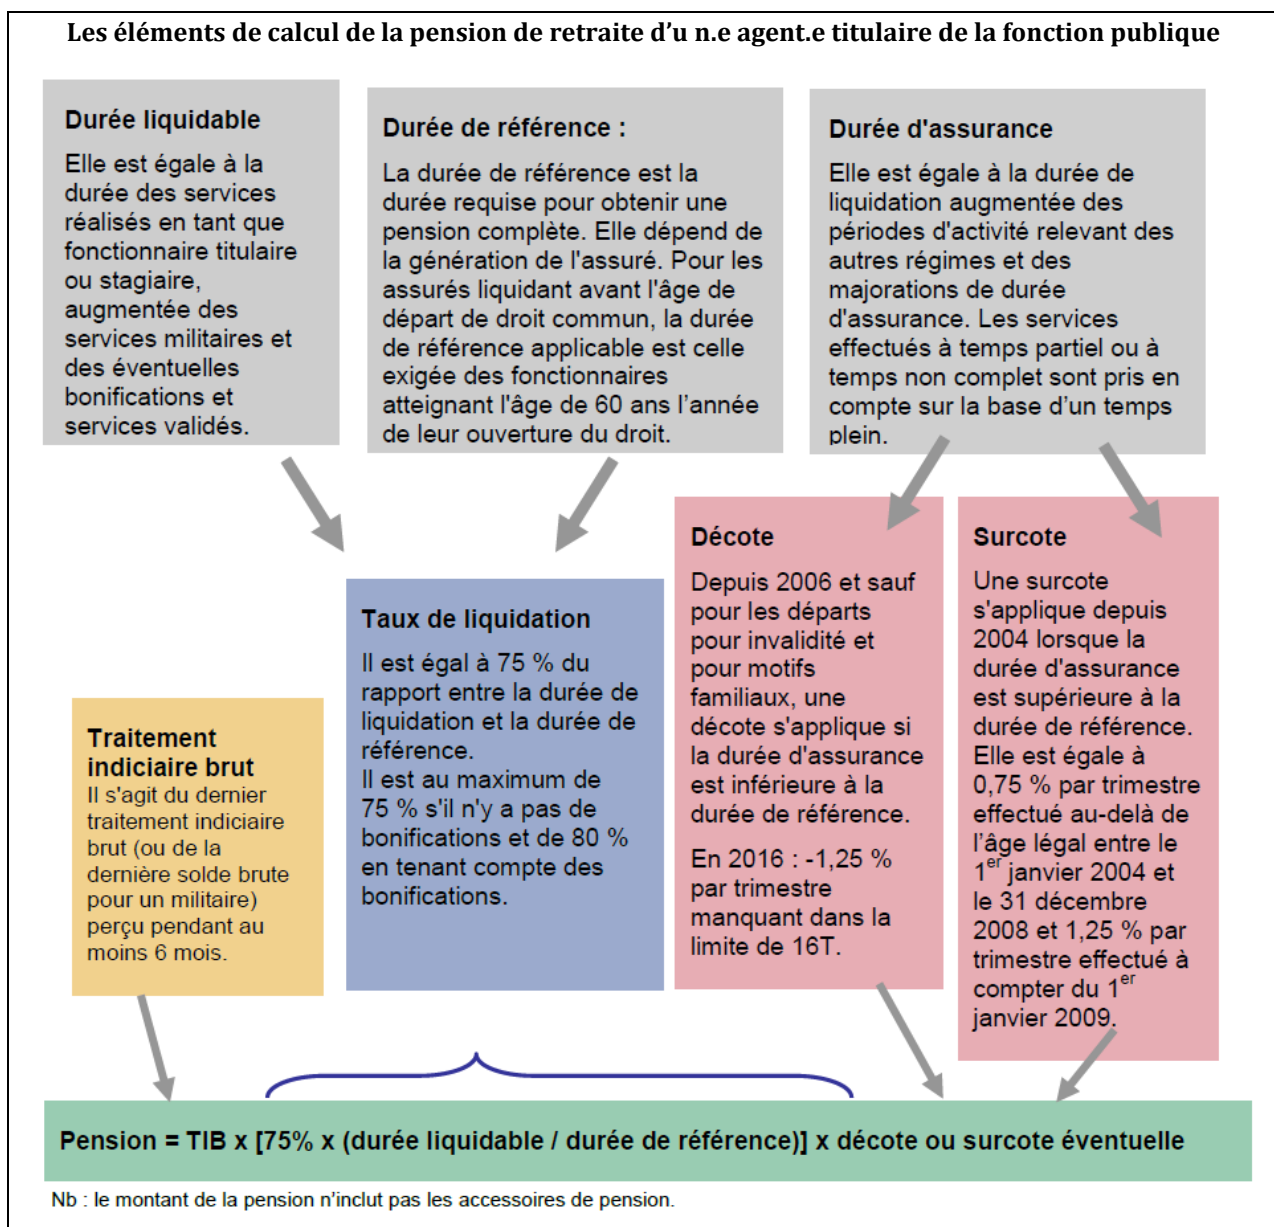 Les éléments de calcul de la pension de retraite d’u n.e agent.e titulaire de la fonction publique
Durée liquidable
Elle est égale à la
durée des services
réalisés en tant que
fonctionnaire titulaire
ou stagiaire,
augmentée des
services militaires et
des éventuelles
bonifications et
services validés.
Durée de référence :
La durée de référence est la
durée requise pour obtenir une
pension complète. Elle dépend de
la génération de l'assuré. Pour les
assurés liquidant avant l'âge de
départ de droit commun, la durée
de référence applicable est celle
exigée des fonctionnaires
atteignant l'âge de 60 ans l’année
de leur ouverture du droit.
Durée d'assurance
Elle est égale à la durée de
liquidation augmentée des
périodes d'activité relevant des
autres régimes et des
majorations de durée
d'assurance. Les services
effectués à temps partiel ou à
temps non complet sont pris en
compte sur la base d’un temps
plein.
Traitement
indiciaire brut
Il s'agit du dernier
traitement indiciaire
brut (ou de la
dernière solde brute
pour un militaire)
perçu pendant au
moins 6 mois.
Taux de liquidation
Il est égal à 75 % du
rapport entre la durée de
liquidation et la durée de
référence.
Il est au maximum de
75 % s'il n'y a pas de
bonifications et de 80 %
en tenant compte des
bonifications.
Décote
Depuis 2006 et sauf
pour les départs
pour invalidité et
pour motifs
familiaux, une
décote s'applique si
la durée d'assurance
est inférieure à la
durée de référence.
En 2016 : -1,25 %
par trimestre
manquant dans la
limite de 16T.
Surcote
Une surcote
s'applique depuis
2004 lorsque la
durée d'assurance
est supérieure à la
durée de référence.
Elle est égale à
0,75 % par trimestre
effectué au-delà de
l’âge légal entre le
1er janvier 2004 et
le 31 décembre
2008 et 1,25 % par
trimestre effectué à
compter du 1er
janvier 2009.
Pension = TIB x [75% x (durée liquidable / durée de référence)] x décote ou surcote éventuelle
Nb : le montant de la pension n’inclut pas les accessoires de pension.